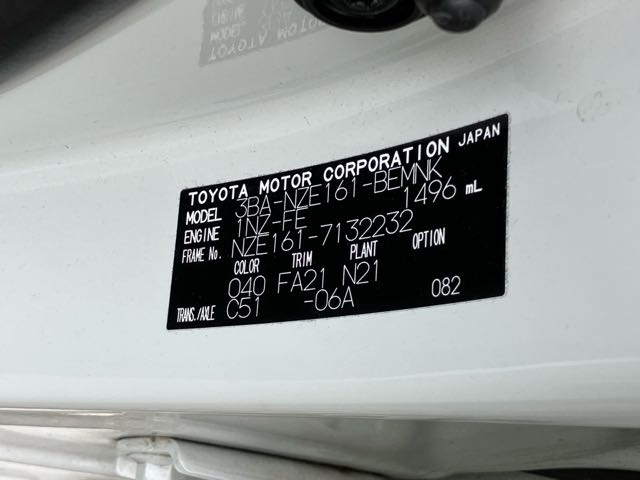 TOYOTA MOTOR CORPORATION JAPAN
MODEL 3BA-NZE161-BEMNK
ENGINE 1NZ-FE 1496 mL
FRAME No. NZE161-7132232
COLOR TRIM PLANT OPTION
040 FA21 N21
TRANS./AXLE C51 -06A 082